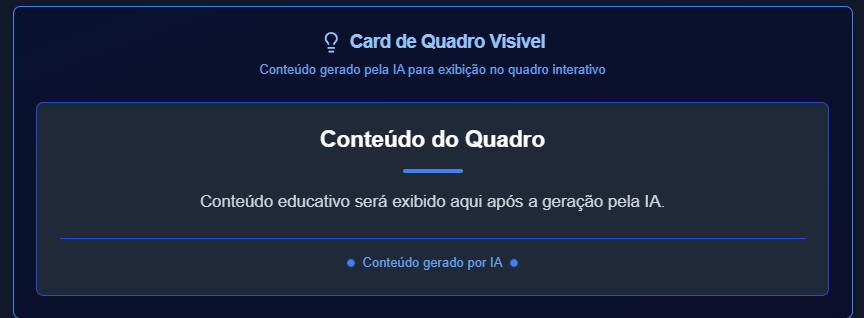 Card de Quadro Visível
Conteúdo gerado pela IA para exibição no quadro interativo
Conteúdo do Quadro
Conteúdo educativo será exibido aqui após a geração pela IA.
Conteúdo gerado por IA